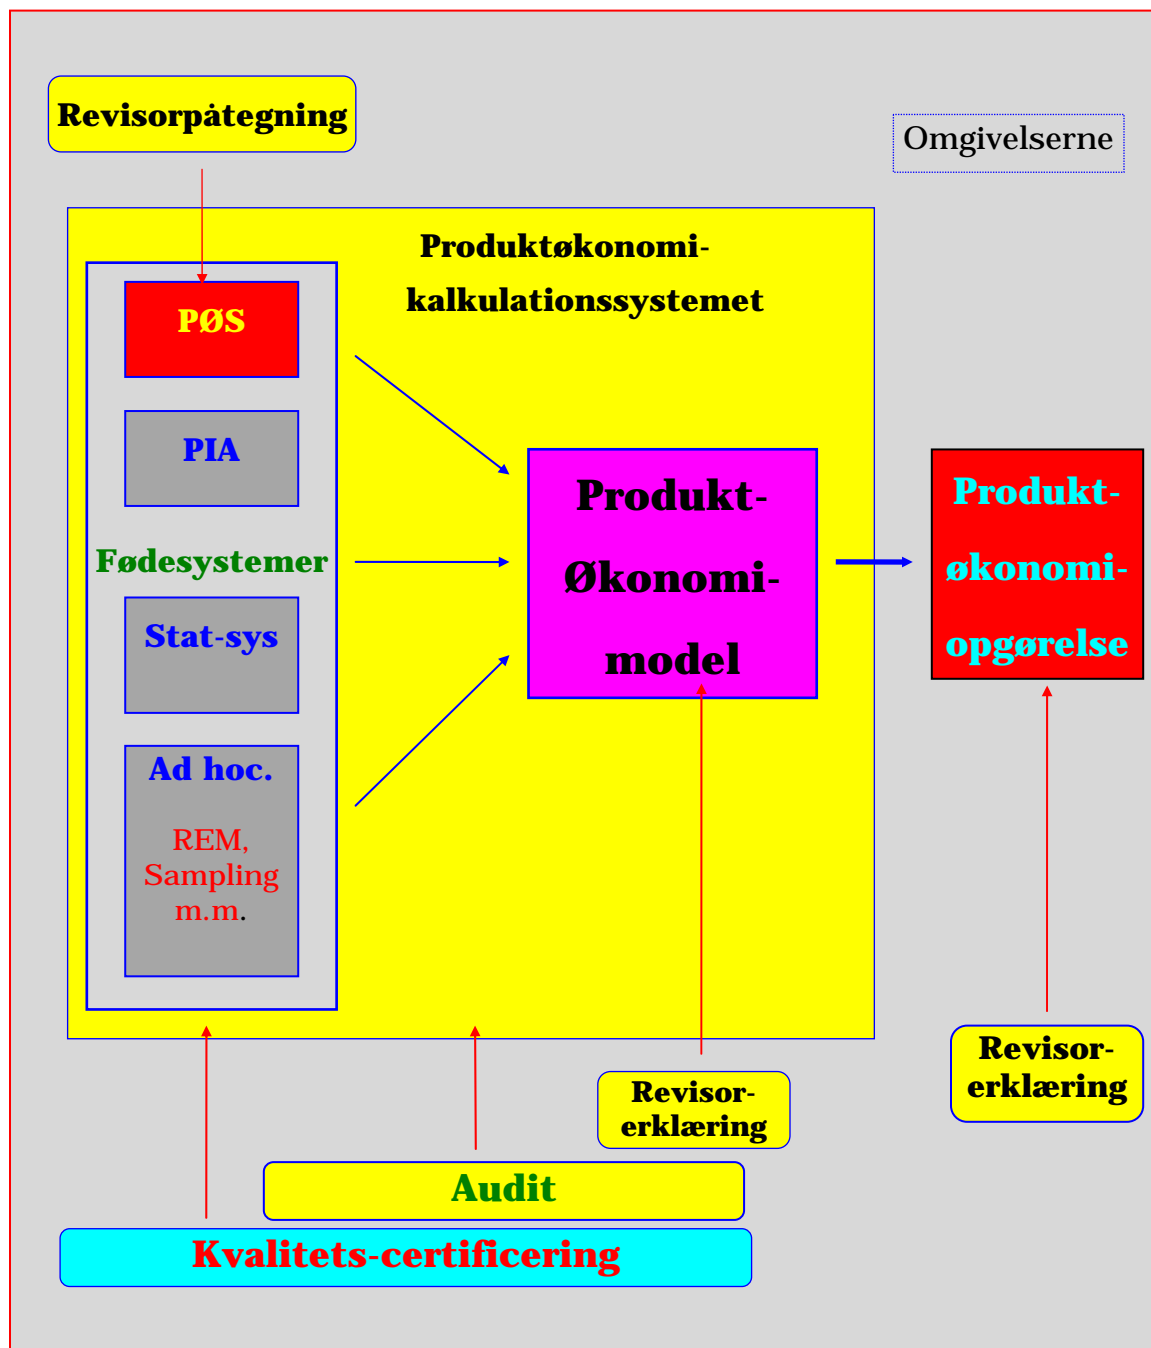 Revisorpåtegning
Omgivelserne
Produktøkonomi-
kalkulationssystemet
PØS
PIA
Fødesystemer
Stat-sys
Ad hoc.
REM,
Sampling
m.m.
Produkt-
Økonomi-
model
Produkt-
økonomi-
opgørelse
Revisor-
erklæring
Revisor-
erklæring
Audit
Kvalitets-certificering